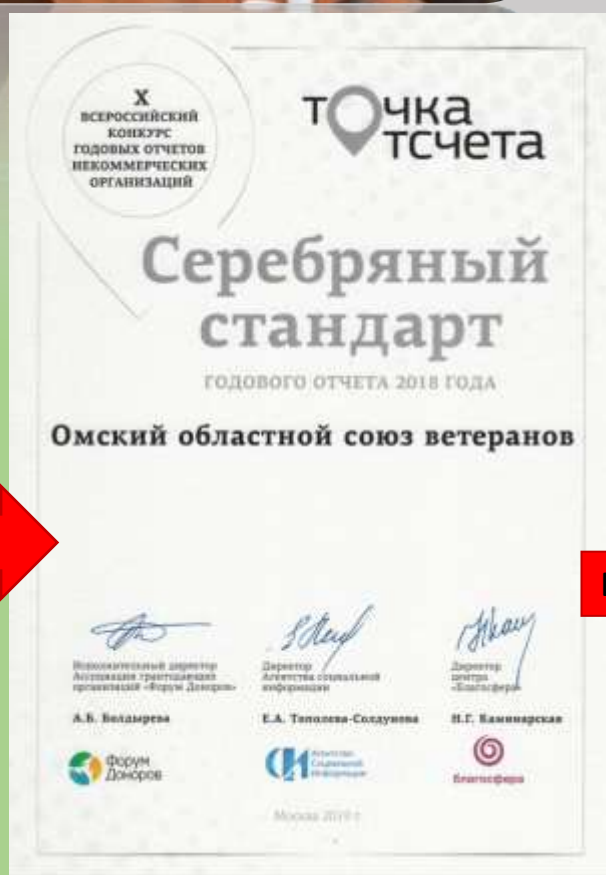 X
ВСЕРОССИЙСКИЙ
КОНКУРС
ГОДОВЫХ ОТЧЕТОВ
НЕКОММЕРЧЕСКИХ
ОРГАНИЗАЦИЙ
точка
тсчета
Серебряный
стандарт
ГОДОВОГО ОТЧЕТА 2018 ГОДА
Омский областной союз ветеранов
Исполнительный директор
Ассоциации грантодающих
организаций «Форум Доноров»
Директор
Агентства социальной
информации
Директор
центра
«Благосфера»
А.Б. Болдырева
Е.А. Тополева-Солдунова
Н.Г. Каминарская
Форум
Доноров
Агентство
Социальной
Информации
благосфера
Москва 2019 г.